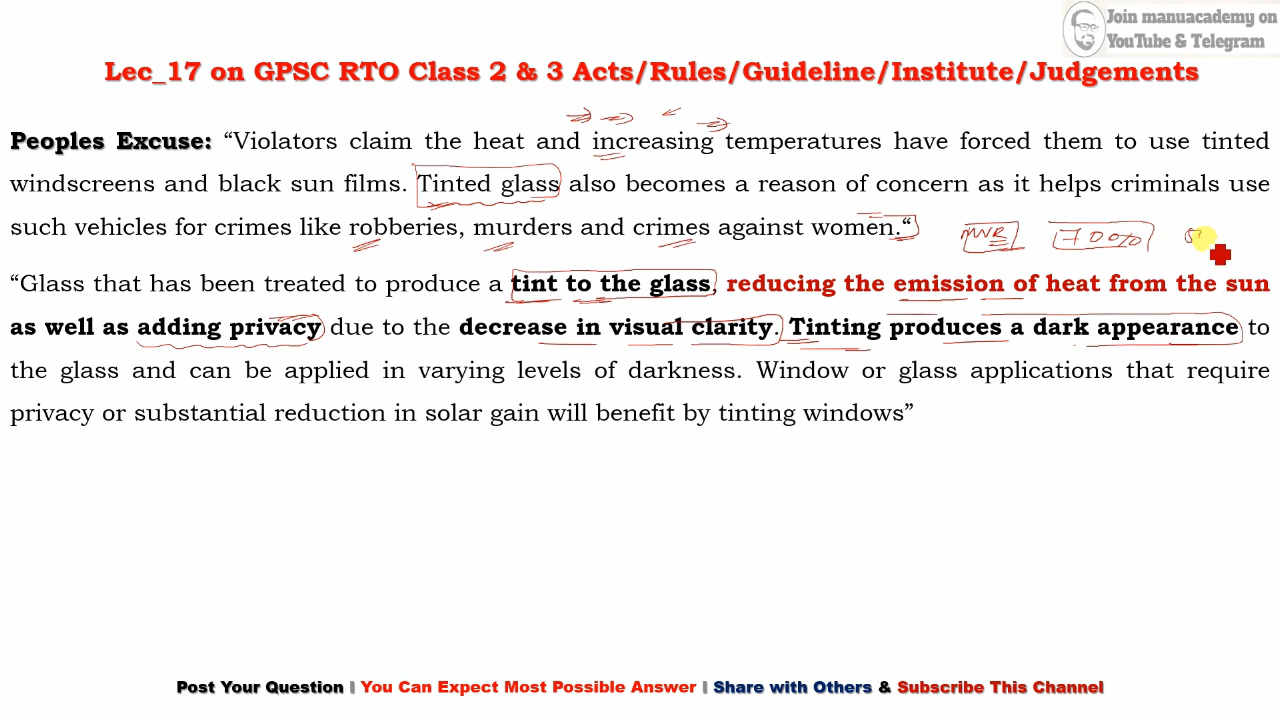 Join manuacademy on
YouTube & Telegram
Lec_17 on GPSC RTO Class 2 & 3 Acts/Rules/Guideline/Institute/Judgements
Peoples Excuse: “Violators claim the heat and increasing temperatures have forced them to use tinted
windscreens and black sun films. Tinted glass also becomes a reason of concern as it helps criminals use
such vehicles for crimes like robberies, murders and crimes against women.“
70%
“Glass that has been treated to produce a tint to the glass, reducing the emission of heat from the sun
as well as adding privacy due to the decrease in visual clarity. Tinting produces a dark appearance to
the glass and can be applied in varying levels of darkness. Window or glass applications that require
privacy or substantial reduction in solar gain will benefit by tinting windows”
Post Your Question | You Can Expect Most Possible Answer | Share with Others & Subscribe This Channel